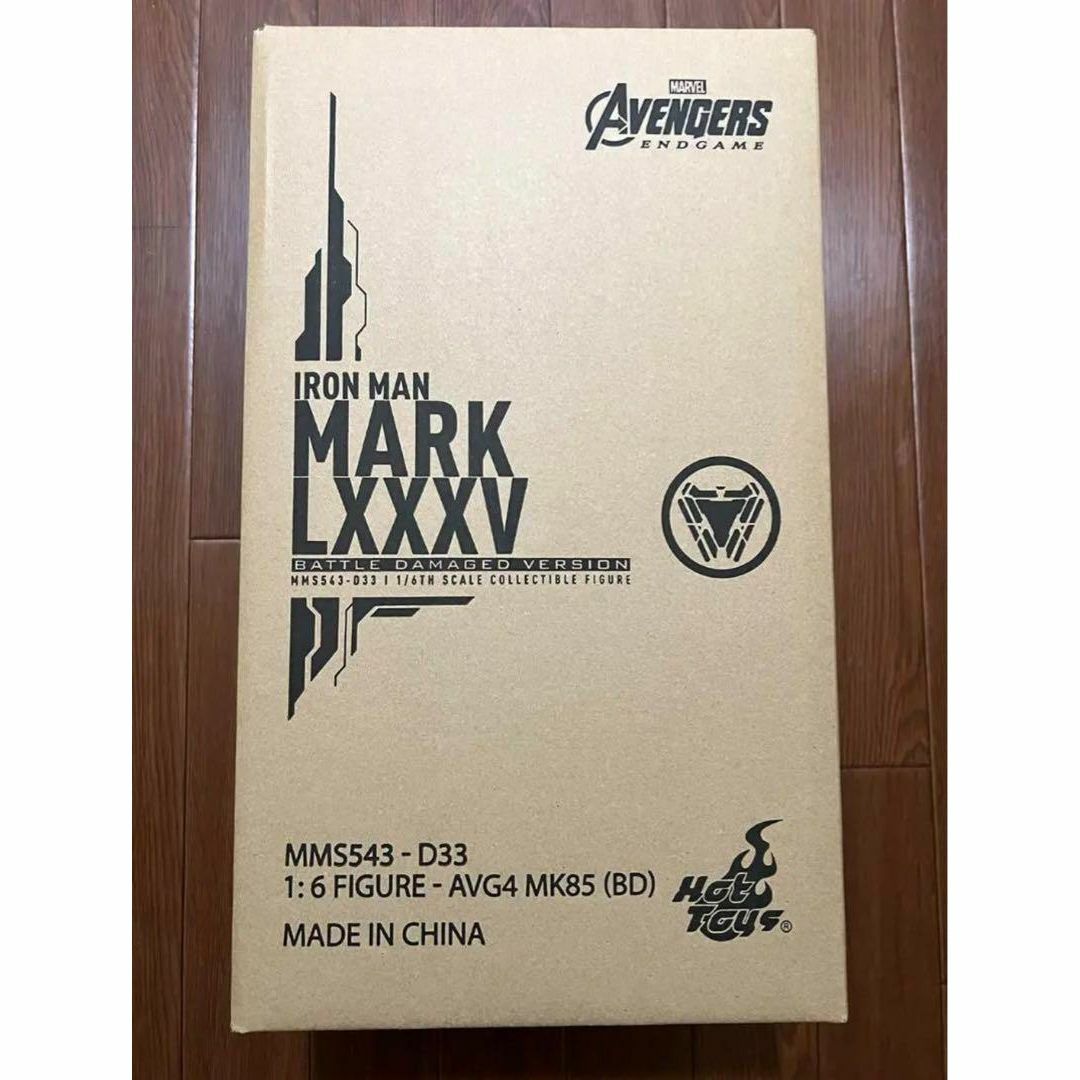 MARVEL
AVENGERS
ENDGAME
IRON MAN
MARK
LXXXV
BATTLE DAMAGED VERSION
MMS543-D33 | 1/6TH SCALE COLLECTIBLE FIGURE
MMS543 - D33
1: 6 FIGURE - AVG4 MK85 (BD)
MADE IN CHINA
Hot
Toys®